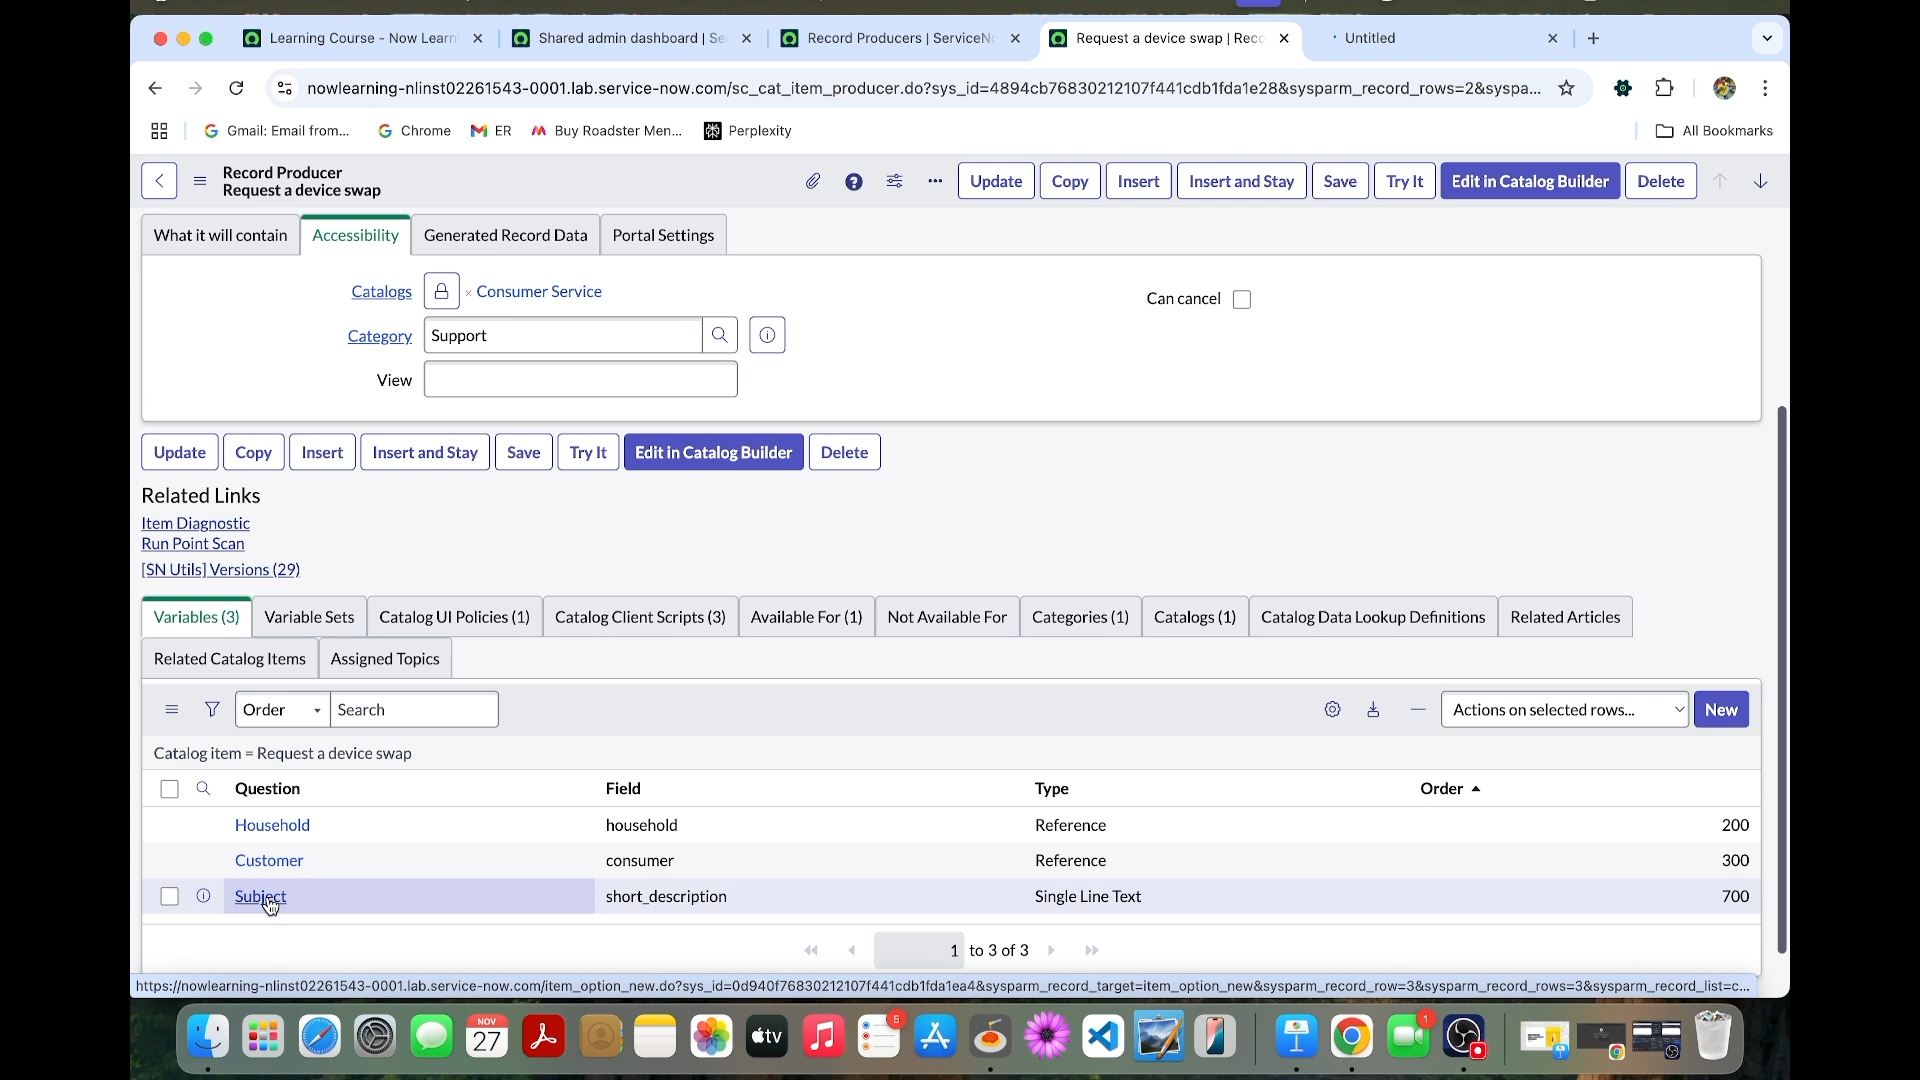 Learning Course - Now Learn
Shared admin dashboard | Se
Record Producers | ServiceNo
Request a device swap | Reco
Untitled
nowlearning-nlinst02261543-0001.lab.service-now.com/sc_cat_item_producer.do?sys_id=4894cb76830212107f441cdb1fda1e28&sysparm_record_rows=2&syspa...
Gmail: Email from...
Chrome
ER
Buy Roadster Men...
Perplexity
All Bookmarks
Record Producer
Request a device swap
Update
Copy
Insert
Insert and Stay
Save
Try It
Edit in Catalog Builder
Delete
What it will contain
Accessibility
Generated Record Data
Portal Settings
Catalogs
× Consumer Service
Can cancel
Category
Support
View
Update
Copy
Insert
Insert and Stay
Save
Try It
Edit in Catalog Builder
Delete
Related Links
Item Diagnostic
Run Point Scan
[SN Utils] Versions (29)
Variables (3)
Variable Sets
Catalog UI Policies (1)
Catalog Client Scripts (3)
Available For (1)
Not Available For
Categories (1)
Catalogs (1)
Catalog Data Lookup Definitions
Related Articles
Related Catalog Items
Assigned Topics
Order
Search
Actions on selected rows...
New
Catalog item = Request a device swap
Question Field Type Order
Household household Reference 200
Customer consumer Reference 300
Subject short_description Single Line Text 700
1 to 3 of 3
https://nowlearning-nlinst02261543-0001.lab.service-now.com/item_option_new.do?sys_id=0d940f76830212107f441cdb1fda1ea4&sysparm_record_target=item_option_new&sysparm_record_row=3&sysparm_record_rows=3&sysparm_record_list=c...
NOV
27
tv
5
1